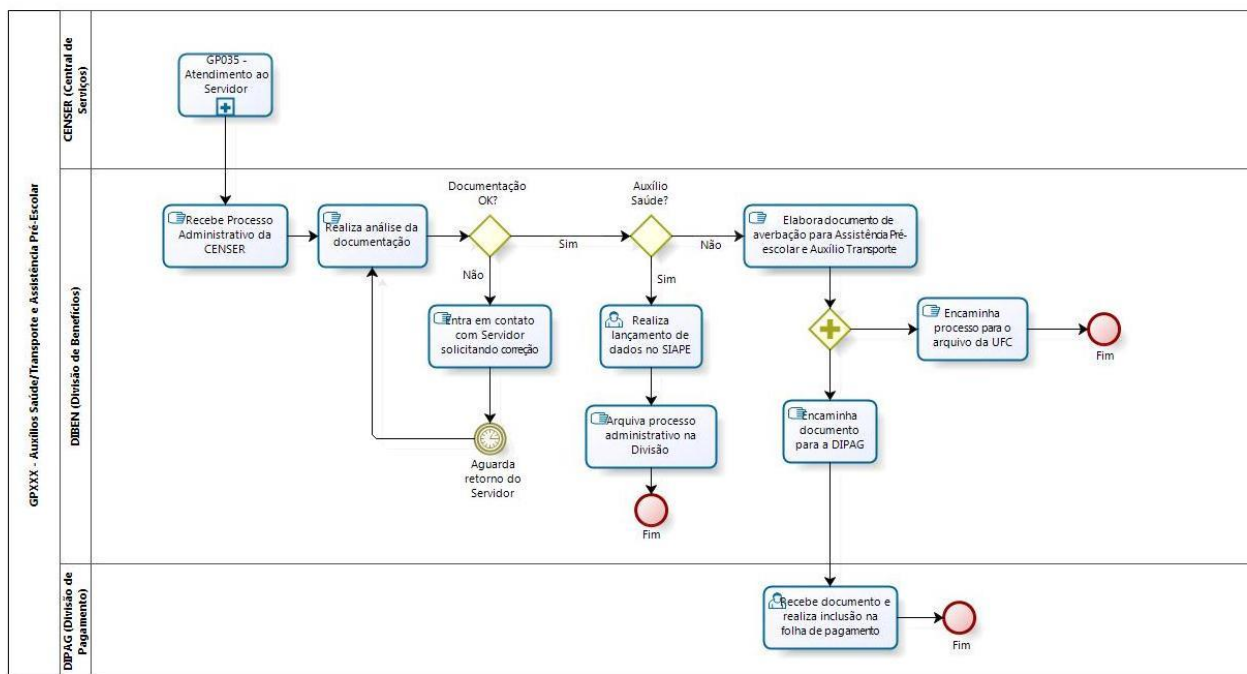 GPXXX - Auxílios Saúde/Transporte e Assistência Pré-Escolar
CENSER (Central de
Serviços)
GP035 -
Atendimento ao
Servidor
DIBEN (Divisão de Benefícios)
Recebe Processo
Administrativo da
CENSER
Realiza análise da
documentação
Documentação
OK?
Sim
Não
Entra em contato
com Servidor
solicitando correção
Aguarda
retorno do
Servidor
Auxílio
Saúde?
Não
Sim
Realiza
lançamento de
dados no SIAPE
Arquiva processo
administrativo na
Divisão
Fim
Elabora documento de
averbação para Assistência Pré-
escolar e Auxílio Transporte
Encaminha
processo para o
arquivo da UFC
Fim
Encaminha
documento
para a DIPAG
DIPAG (Divisão de
Pagamento)
Recebe documento e
realiza inclusão na
folha de pagamento
Fim